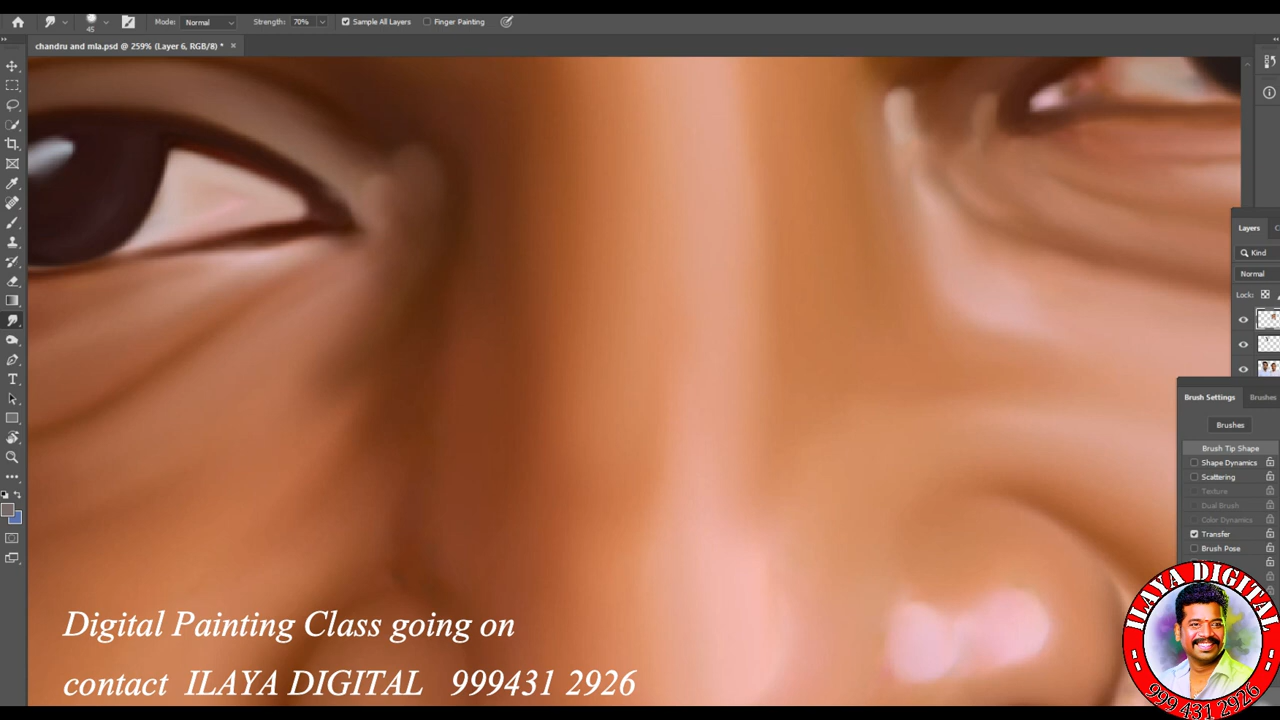 45
Mode: Normal
Strength: 70%
Sample All Layers
Finger Painting
chandru and mla.psd @ 259% (Layer 6, RGB/8) *
Layers
Kind
Normal
Lock:
Brush Settings
Brushes
Brushes
Brush Tip Shape
Shape Dynamics
Scattering
Texture
Dual Brush
Color Dynamics
Transfer
Brush Pose
Digital Painting Class going on
contact ILAYA DIGITAL 999431 2926
ILAYA DIGITAL
999 431 2926